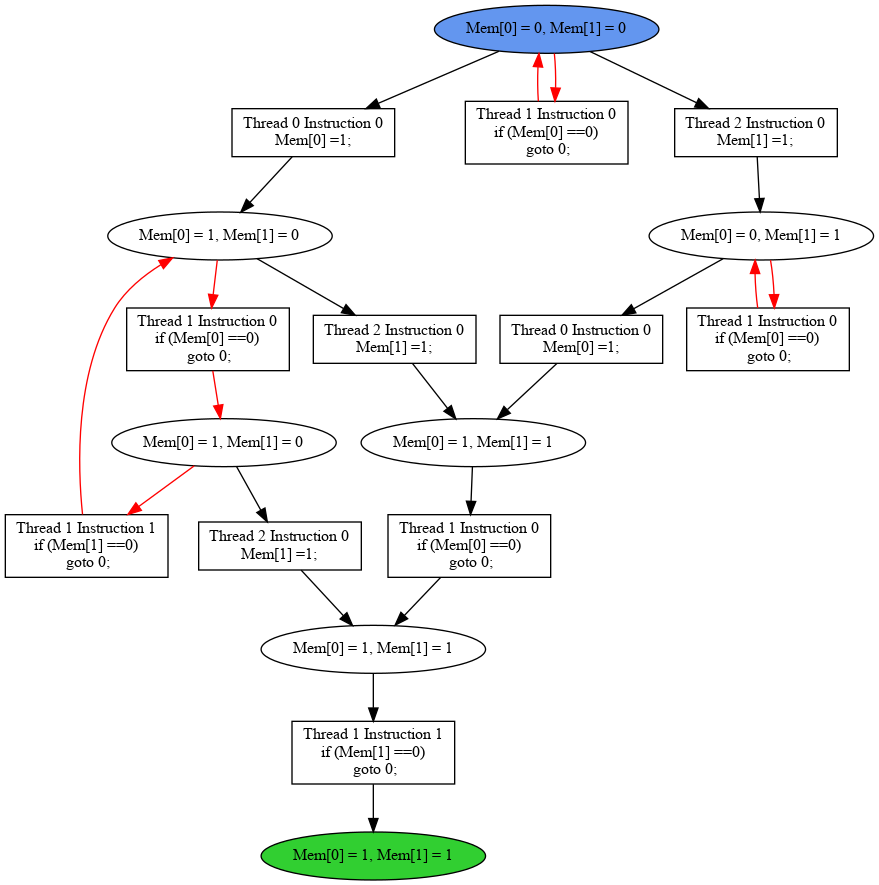 Mem[0] = 0, Mem[1] = 0
Thread 0 Instruction 0
Mem[0] =1;
Thread 1 Instruction 0
if (Mem[0] ==0)
goto 0;
Thread 2 Instruction 0
Mem[1] =1;
Mem[0] = 1, Mem[1] = 0
Mem[0] = 0, Mem[1] = 1
Thread 1 Instruction 0
if (Mem[0] ==0)
goto 0;
Thread 2 Instruction 0
Mem[1] =1;
Thread 0 Instruction 0
Mem[0] =1;
Thread 1 Instruction 0
if (Mem[0] ==0)
goto 0;
Mem[0] = 1, Mem[1] = 0
Mem[0] = 1, Mem[1] = 1
Thread 1 Instruction 1
if (Mem[1] ==0)
goto 0;
Thread 2 Instruction 0
Mem[1] =1;
Thread 1 Instruction 0
if (Mem[0] ==0)
goto 0;
Mem[0] = 1, Mem[1] = 1
Thread 1 Instruction 1
if (Mem[1] ==0)
goto 0;
Mem[0] = 1, Mem[1] = 1